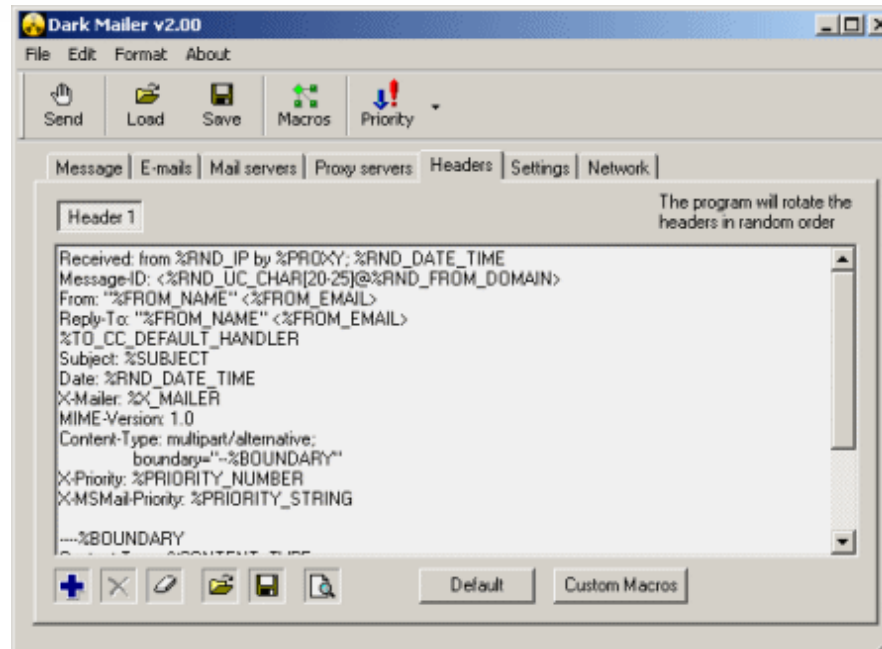 Dark Mailer v2.00
File Edit Format About
Send Load Save Macros Priority
Message E-mails Mail servers Proxy servers Headers Settings Network
Header 1
The program will rotate the
headers in random order
Received: from %RND_IP by %PROXY; %RND_DATE_TIME
Message-ID: <%RND_UC_CHAR[20-25]@%RND_FROM_DOMAIN>
From: "%FROM_NAME" <%FROM_EMAIL>
Reply-To: "%FROM_NAME" <%FROM_EMAIL>
%TO_CC_DEFAULT_HANDLER
Subject: %SUBJECT
Date: %RND_DATE_TIME
X-Mailer: %X_MAILER
MIME-Version: 1.0
Content-Type: multipart/alternative;
boundary="--%BOUNDARY"
X-Priority: %PRIORITY_NUMBER
X-MSMail-Priority: %PRIORITY_STRING
----%BOUNDARY
Default Custom Macros